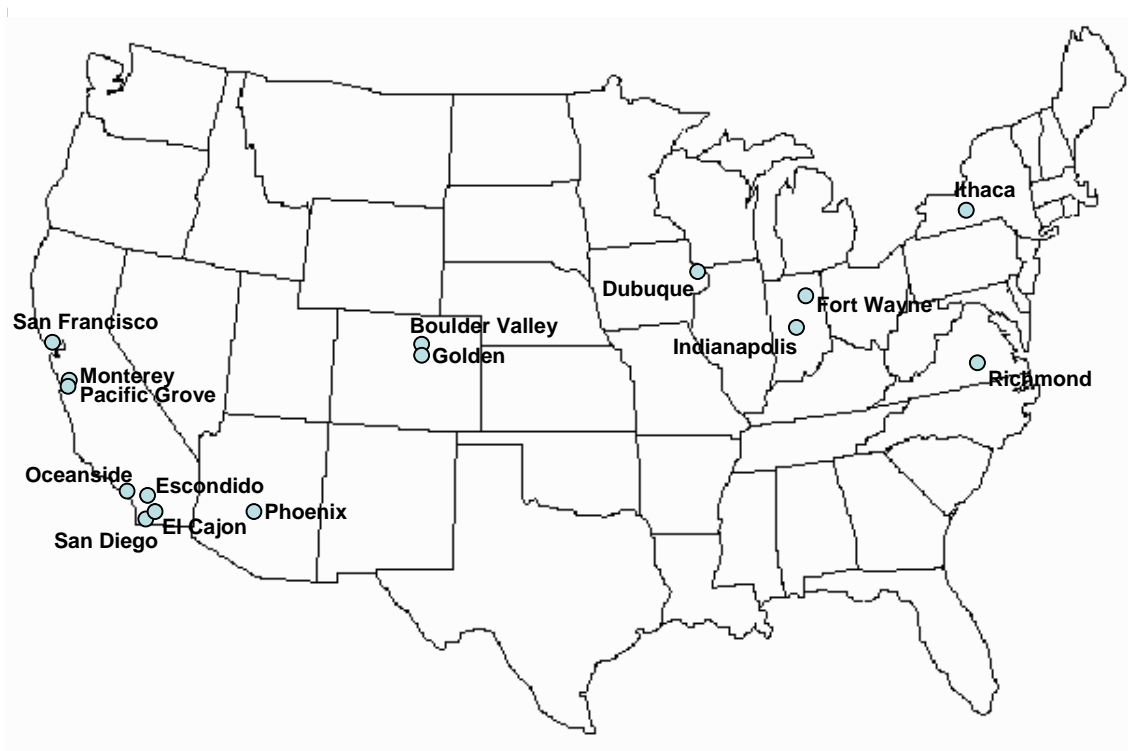 Ithaca
Dubuque
Fort Wayne
San Francisco
Boulder Valley
Indianapolis
Golden
Monterey
Richmond
Pacific Grove
Oceanside
Escondido
Phoenix
El Cajon
San Diego